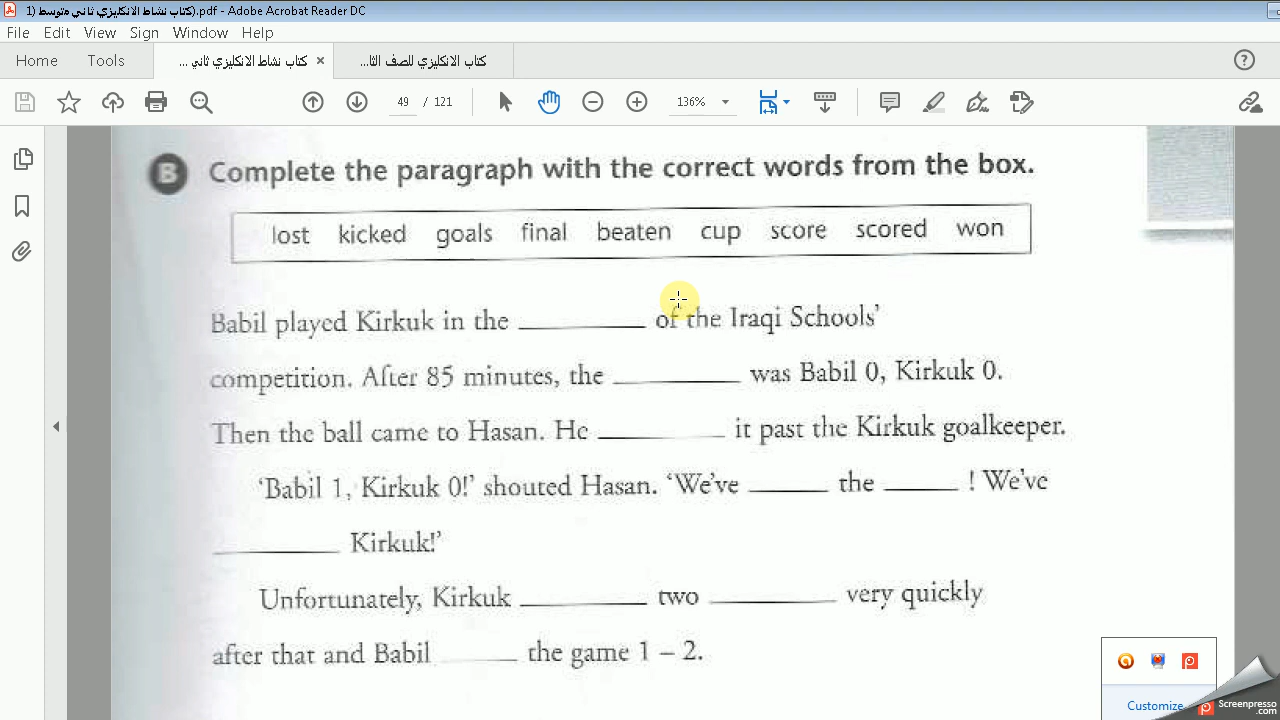 كتاب نشاط الانكليزي ثاني متوسط (1.pdf - Adobe Acrobat Reader DC
File Edit View Sign Window Help
Home Tools كتاب نشاط الانكليزي ثاني ... × كتاب الانكليزي للصف الثا...
49 / 121 136%
B Complete the paragraph with the correct words from the box.
lost kicked goals final beaten cup score scored won
Babil played Kirkuk in the ________ of the Iraqi Schools’
competition. After 85 minutes, the ________ was Babil 0, Kirkuk 0.
Then the ball came to Hasan. He ________ it past the Kirkuk goalkeeper.
‘Babil 1, Kirkuk 0!’ shouted Hasan. ‘We’ve _____ the _____ ! We’ve
________ Kirkuk!’
Unfortunately, Kirkuk ________ two ________ very quickly
after that and Babil _____ the game 1 – 2.
Customize...
Screenpresso
.com